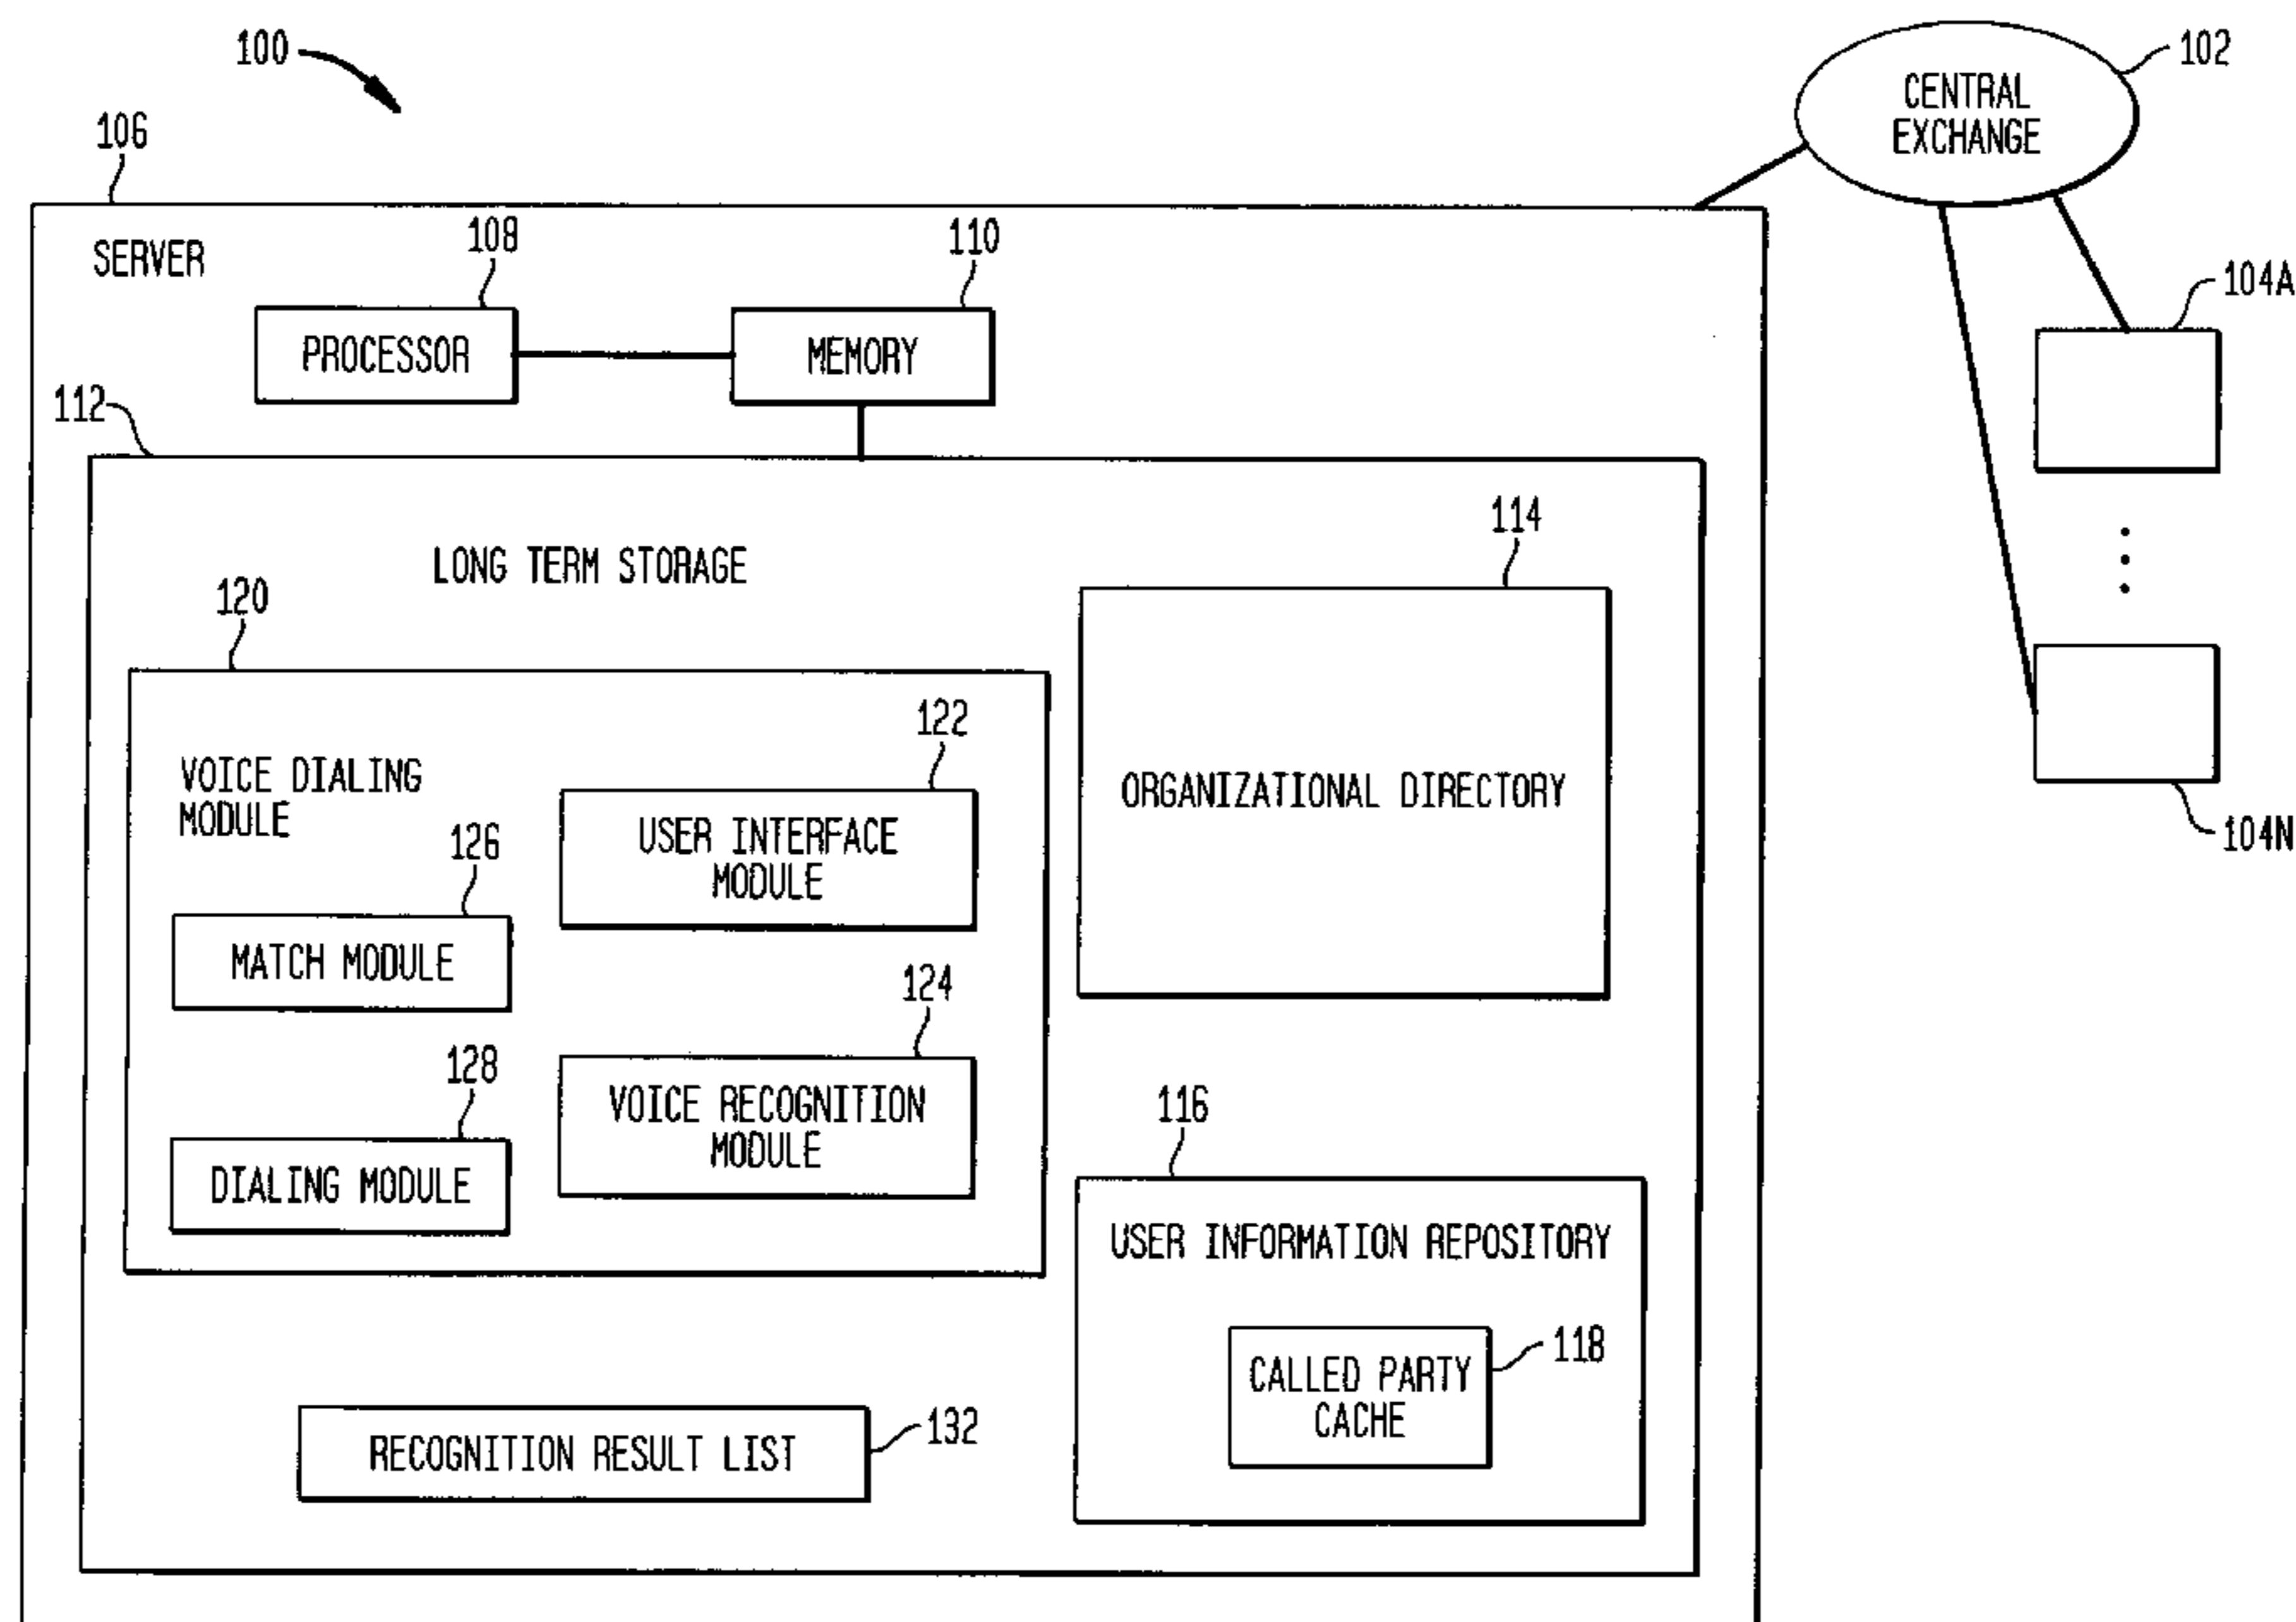 100
102
CENTRAL
EXCHANGE
106
SERVER
108
110
PROCESSOR
MEMORY
104A
112
LONG TERM STORAGE
114
120
ORGANIZATIONAL DIRECTORY
104N
VOICE DIALING
MODULE
122
USER INTERFACE
MODULE
126
MATCH MODULE
124
VOICE RECOGNITION
MODULE
128
DIALING MODULE
116
USER INFORMATION REPOSITORY
118
CALLED PARTY
CACHE
132
RECOGNITION RESULT LIST